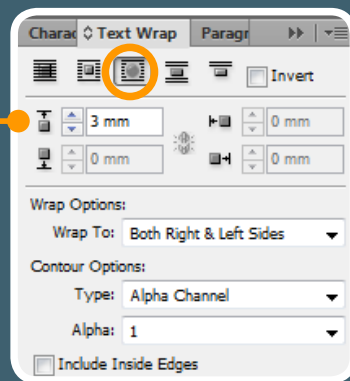 Charac Text Wrap Paragr
Invert
3 mm 0 mm
0 mm 0 mm
Wrap Options:
Wrap To: Both Right & Left Sides
Contour Options:
Type: Alpha Channel
Alpha: 1
Include Inside Edges